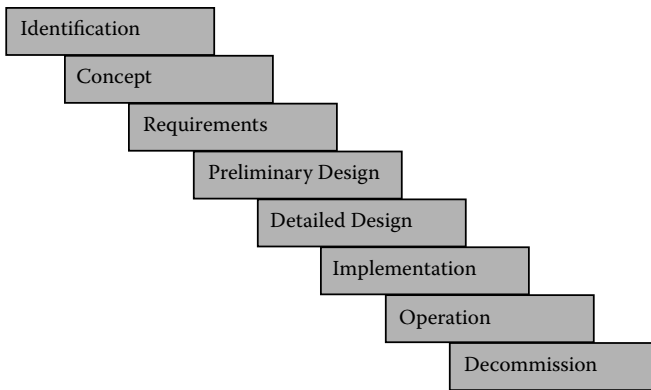 Identification
Concept
Requirements
Preliminary Design
Detailed Design
Implementation
Operation
Decommission